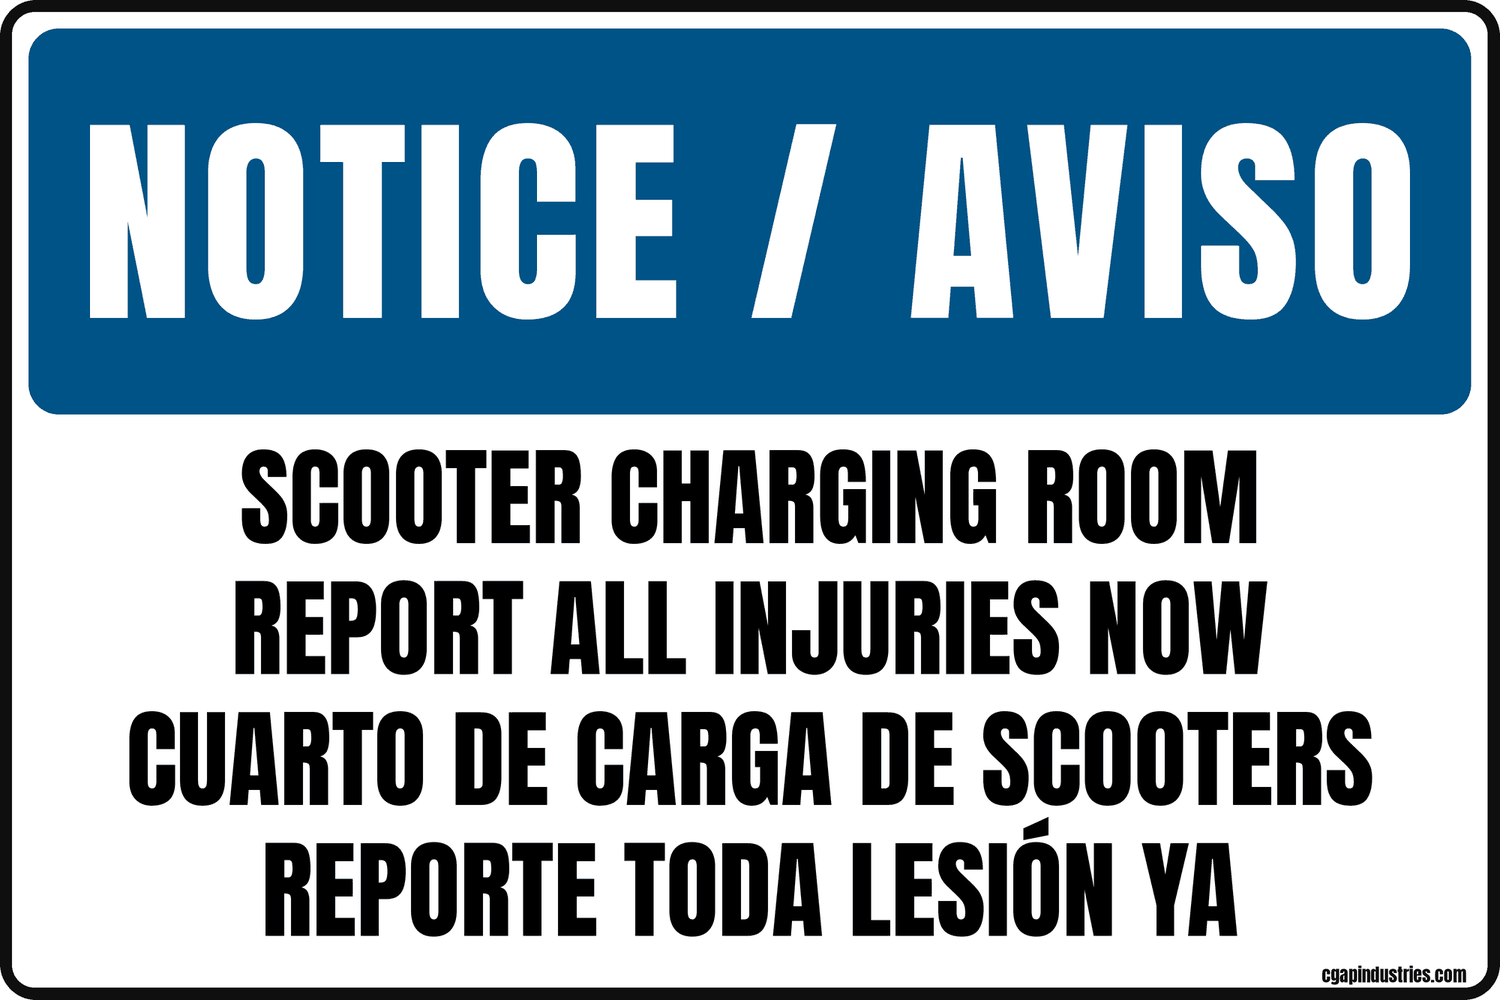 NOTICE / AVISO
SCOOTER CHARGING ROOM
REPORT ALL INJURIES NOW
CUARTO DE CARGA DE SCOOTERS
REPORTE TODA LESIÓN YA
cgapindustries.com